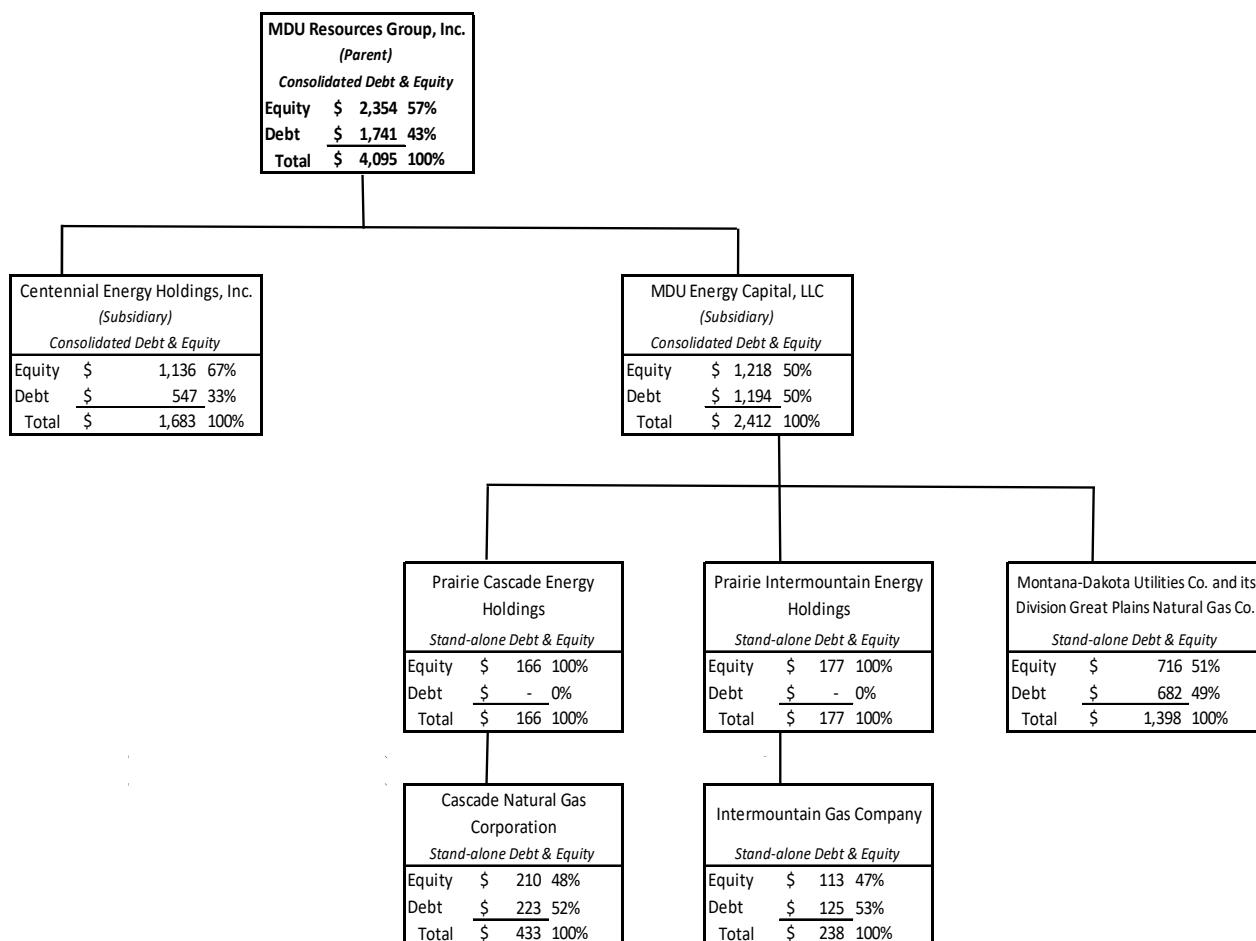 MDU Resources Group, Inc.
(Parent)
Consolidated Debt & Equity
Equity $ 2,354 57%
Debt $ 1,741 43%
Total $ 4,095 100%
Centennial Energy Holdings, Inc.
(Subsidiary)
Consolidated Debt & Equity
Equity $ 1,136 67%
Debt $ 547 33%
Total $ 1,683 100%
MDU Energy Capital, LLC
(Subsidiary)
Consolidated Debt & Equity
Equity $ 1,218 50%
Debt $ 1,194 50%
Total $ 2,412 100%
Prairie Cascade Energy
Holdings
Stand-alone Debt & Equity
Equity $ 166 100%
Debt $ - 0%
Total $ 166 100%
Prairie Intermountain Energy
Holdings
Stand-alone Debt & Equity
Equity $ 177 100%
Debt $ - 0%
Total $ 177 100%
Montana-Dakota Utilities Co. and its
Division Great Plains Natural Gas Co.
Stand-alone Debt & Equity
Equity $ 716 51%
Debt $ 682 49%
Total $ 1,398 100%
Cascade Natural Gas
Corporation
Stand-alone Debt & Equity
Equity $ 210 48%
Debt $ 223 52%
Total $ 433 100%
Intermountain Gas Company
Stand-alone Debt & Equity
Equity $ 113 47%
Debt $ 125 53%
Total $ 238 100%